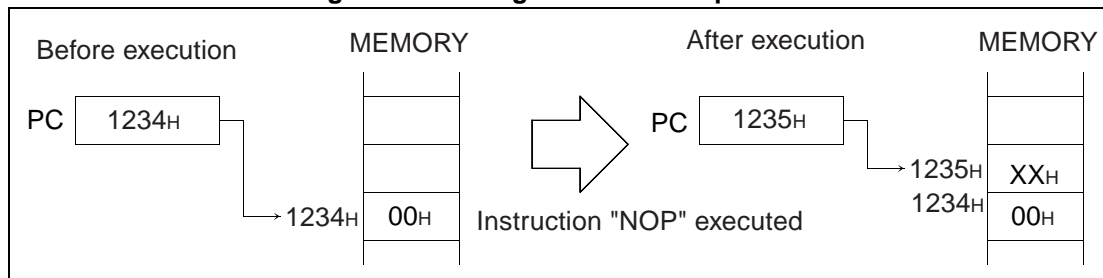 Before execution
MEMORY
After execution
MEMORY
PC
1234H
PC
1235H
1235H
XXH
1234H
00H
1234H
00H
Instruction "NOP" executed